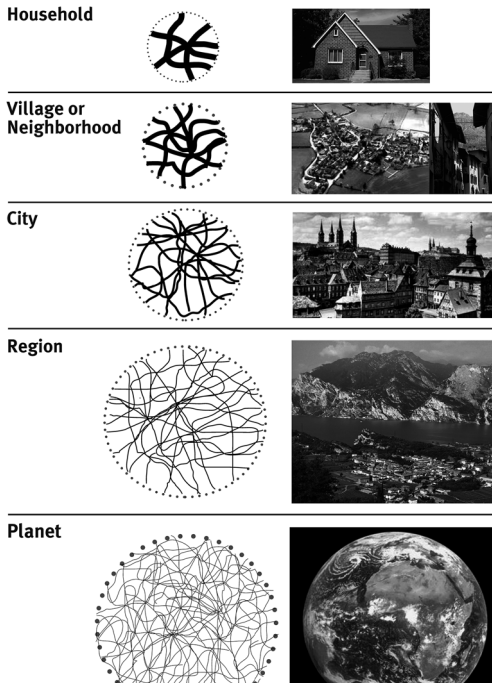 Household
Village or
Neighborhood
City
Region
Planet